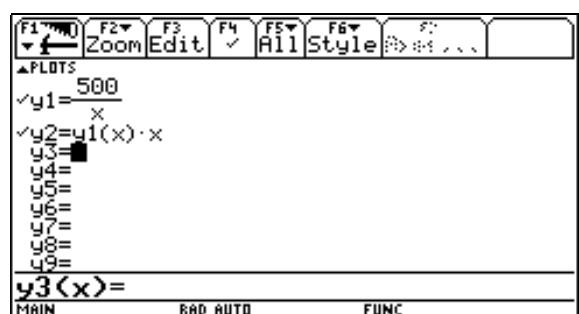 F1 F2 F3 F4 F5 F6 F7
Zoom Edit ✓ All Style
▲PLOTS
✓y1=500/x
✓y2=y1(x)·x
y3=
y4=
y5=
y6=
y7=
y8=
y9=
y3(x)=
MAIN RAD AUTO FUNC